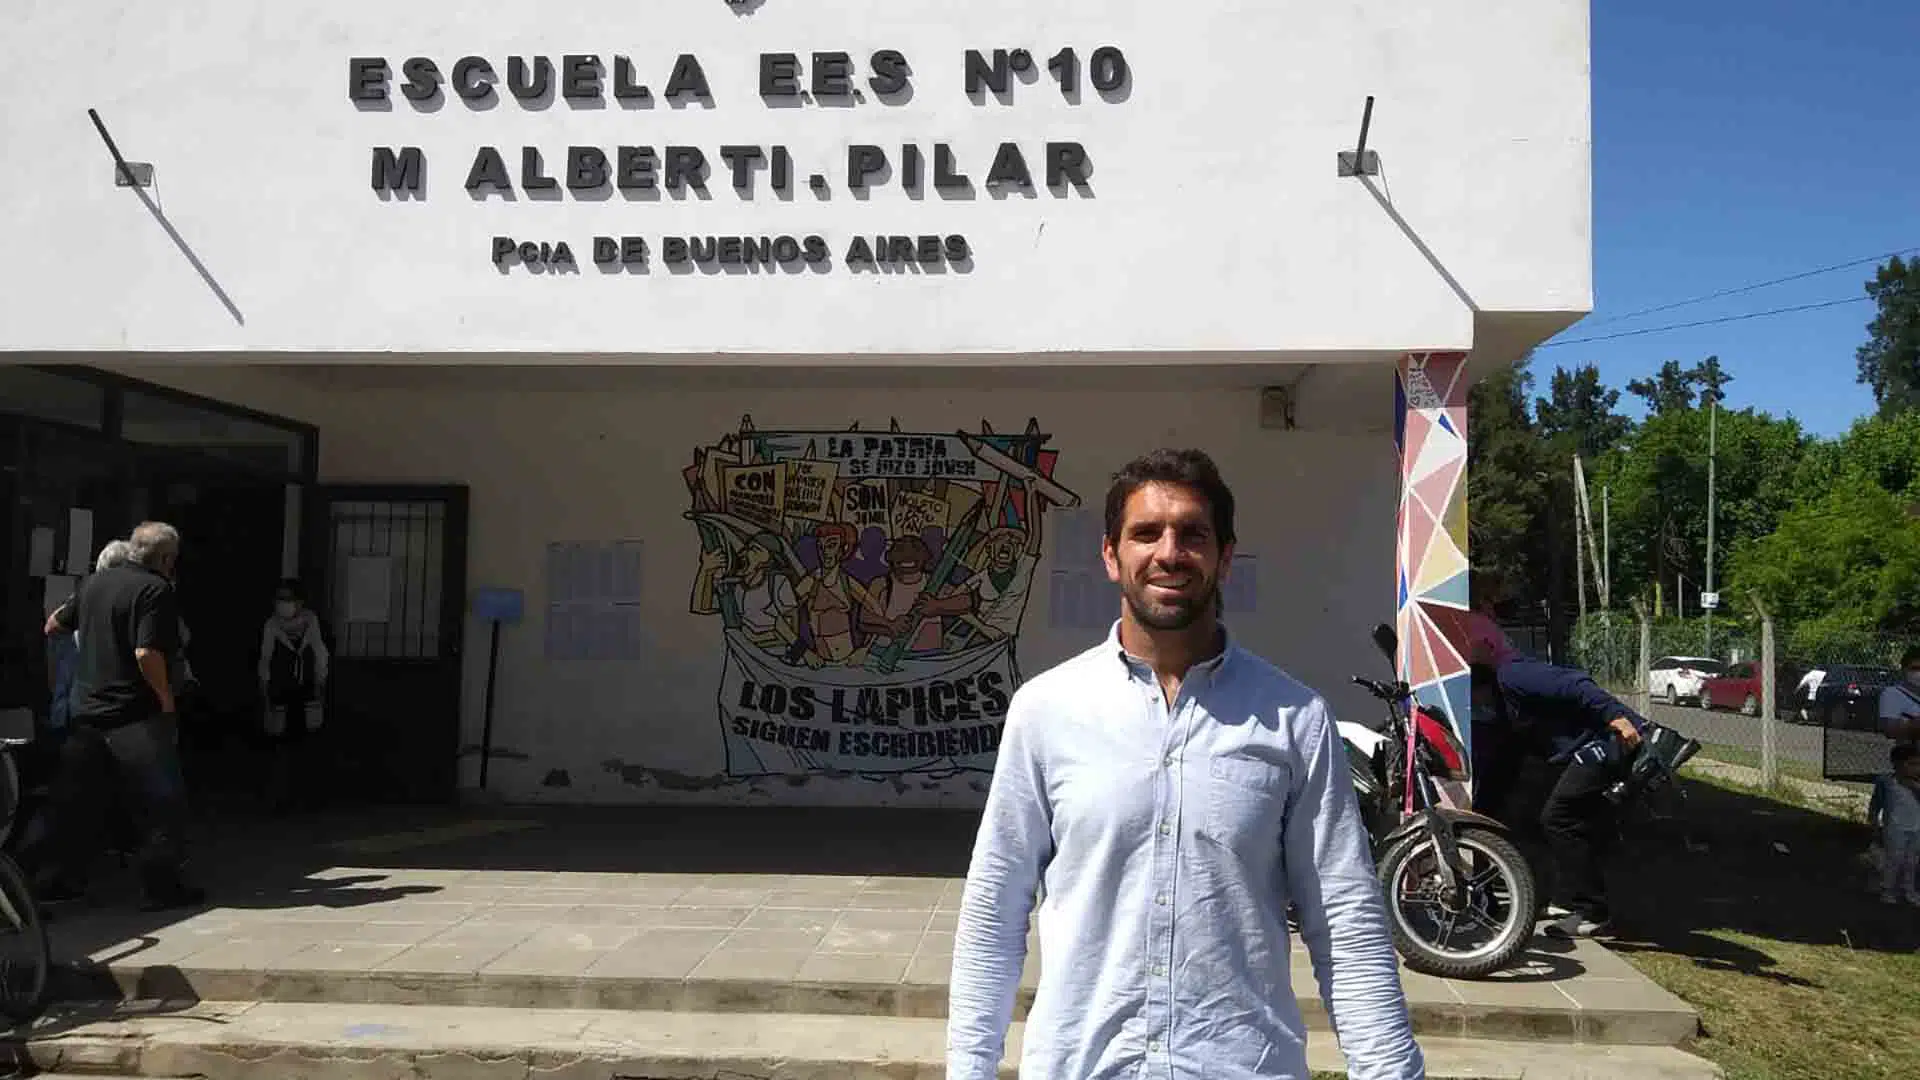 ESCUELA E.E.S Nº10
M ALBERTI. PILAR
PCIA DE BUENOS AIRES
LA PATRIA
SE HIZO JOVEN
CON
SON
LOS LAPICES
SIGUEN ESCRIBIEND